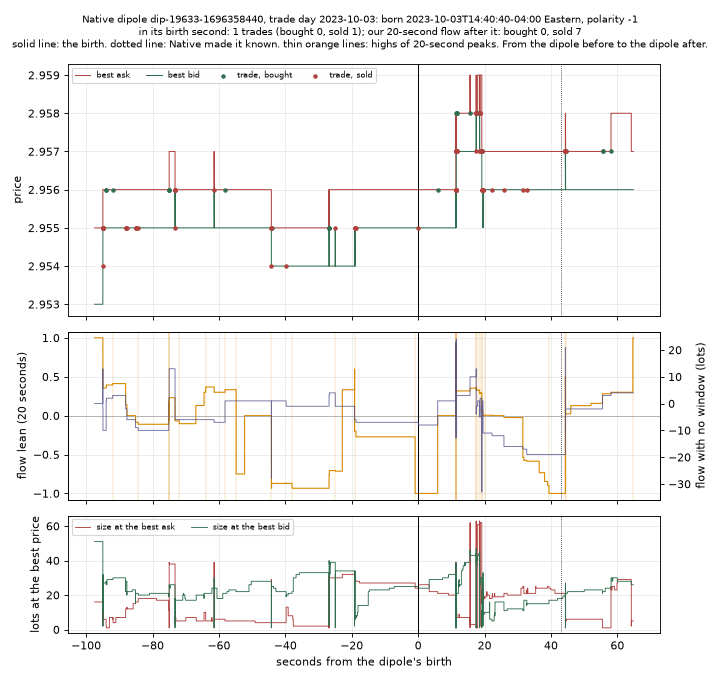 Native dipole dip-19633-1696358440, trade day 2023-10-03: born 2023-10-03T14:40:40-04:00 Eastern, polarity -1
in its birth second: 1 trades (bought 0, sold 1); our 20-second flow after it: bought 0, sold 7
solid line: the birth. dotted line: Native made it known. thin orange lines: highs of 20-second peaks. From the dipole before to the dipole after.
best ask
best bid
trade, bought
trade, sold
2.959
2.958
2.957
2.956
2.955
2.954
2.953
price
1.0
0.5
0.0
−0.5
−1.0
flow lean (20 seconds)
20
10
0
−10
−20
−30
flow with no window (lots)
size at the best ask
size at the best bid
60
40
20
0
lots at the best price
−100
−80
−60
−40
−20
0
20
40
60
seconds from the dipole's birth